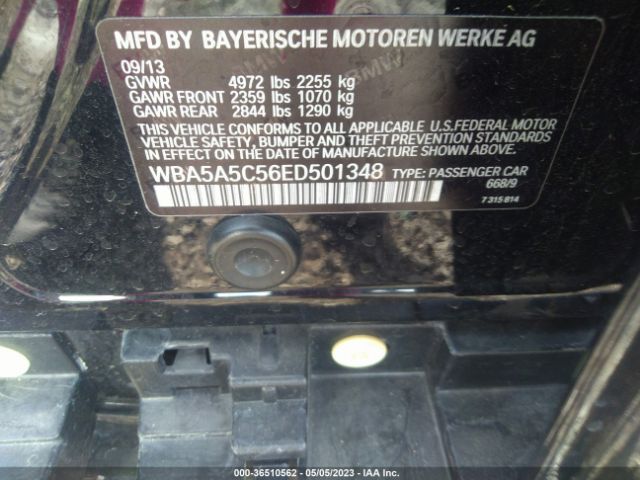 MFD BY BAYERISCHE MOTOREN WERKE AG
09/13
GVWR 4972 lbs 2255 kg
GAWR FRONT 2359 lbs 1070 kg
GAWR REAR 2844 lbs 1290 kg
THIS VEHICLE CONFORMS TO ALL APPLICABLE U.S.FEDERAL MOTOR
VEHICLE SAFETY, BUMPER AND THEFT PREVENTION STANDARDS
IN EFFECT ON THE DATE OF MANUFACTURE SHOWN ABOVE.
WBA5A5C56ED501348 TYPE: PASSENGER CAR
668/9
7 315 814
000-36510562 - 05/05/2023 - IAA Inc.